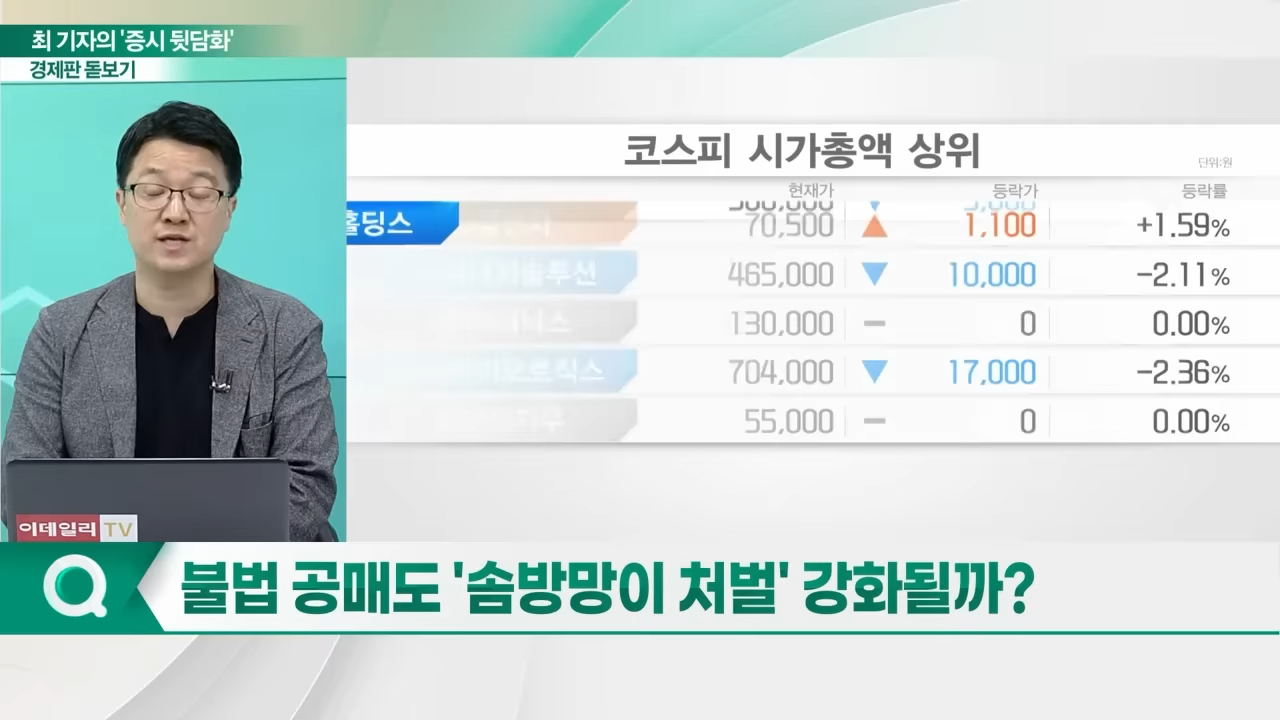 최 기자의 '증시 뒷담화'
경제판 돋보기
코스피 시가총액 상위
단위:원
현재가 등락가 등락률
홀딩스 70,500 ▲ 1,100 +1.59%
465,000 ▼ 10,000 -2.11%
130,000 - 0 0.00%
704,000 ▼ 17,000 -2.36%
55,000 - 0 0.00%
이데일리 TV
불법 공매도 '솜방망이 처벌' 강화될까?